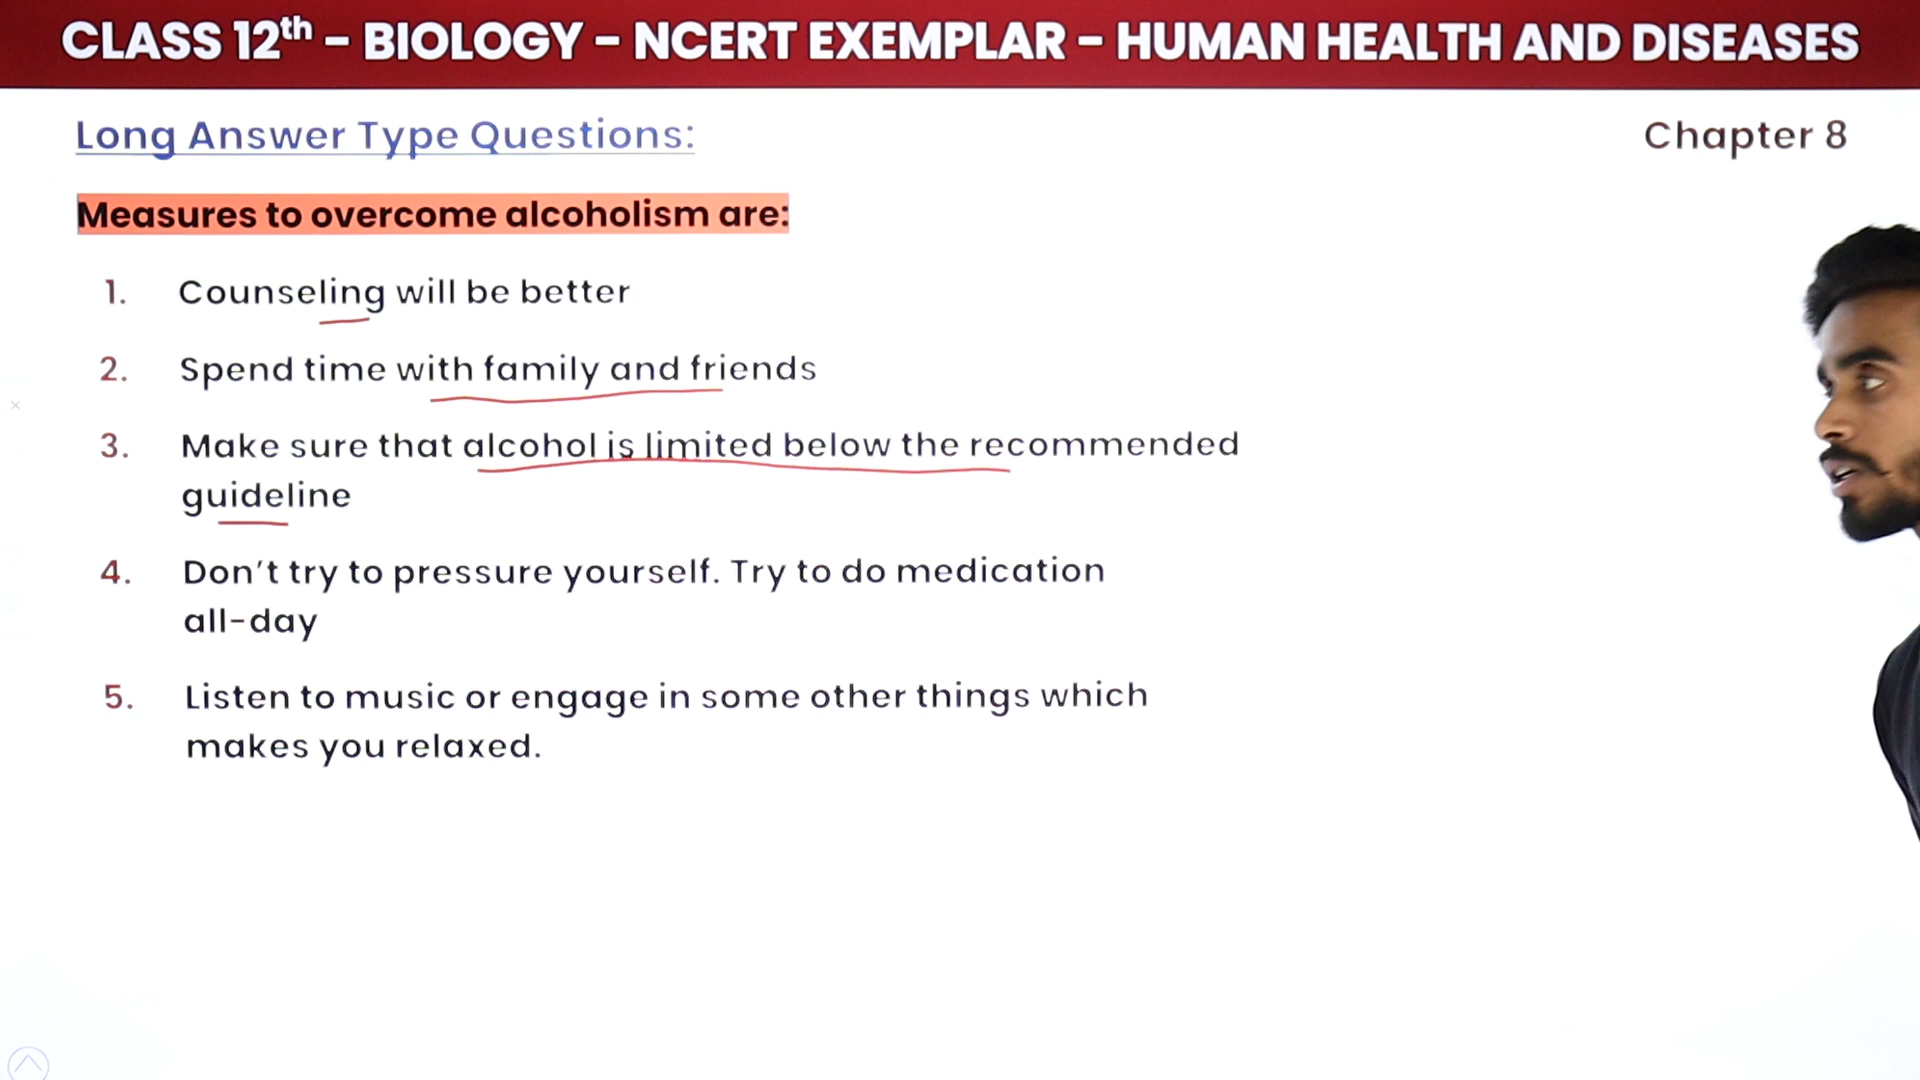 CLASS 12th – BIOLOGY – NCERT EXEMPLAR – HUMAN HEALTH AND DISEASES
Long Answer Type Questions:
Chapter 8
Measures to overcome alcoholism are:
1. Counseling will be better
2. Spend time with family and friends
3. Make sure that alcohol is limited below the recommended
guideline
4. Don't try to pressure yourself. Try to do medication
all-day
5. Listen to music or engage in some other things which
makes you relaxed.